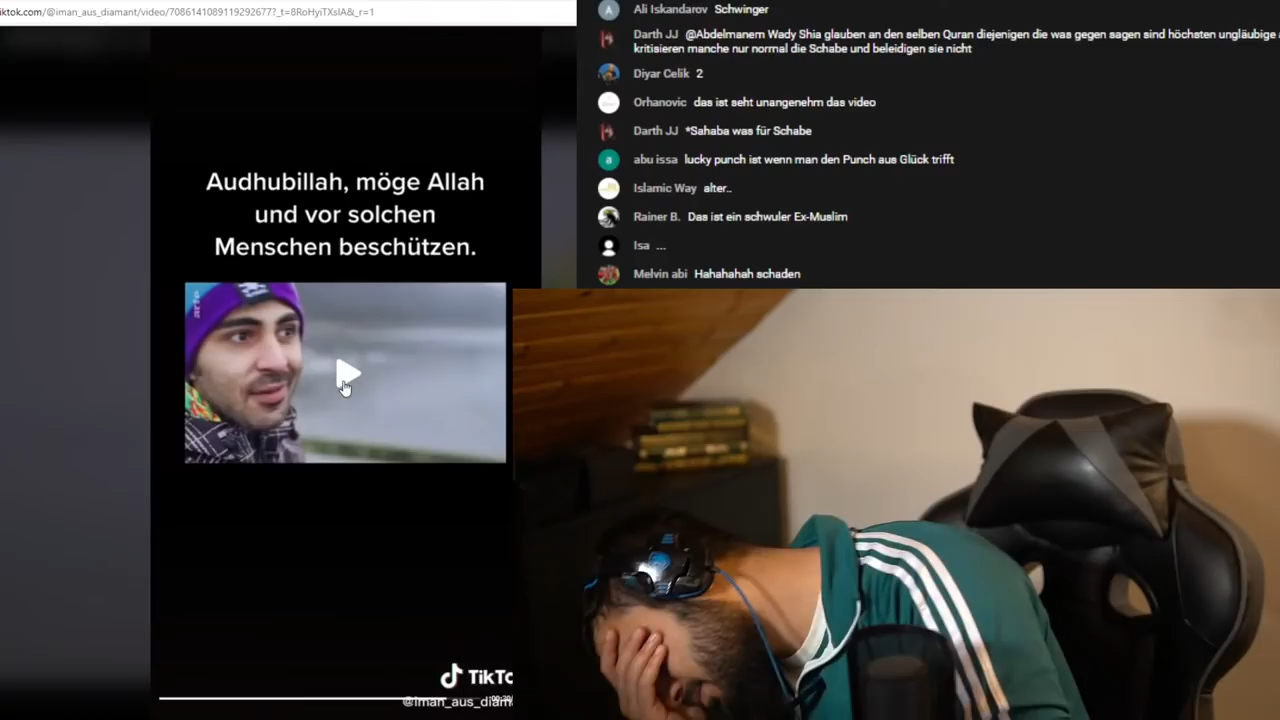 iktok.com/@iman_aus_diamant/video/7086141089119292677?_t=8RoHyiTXsIA&_r=1
Audhubillah, möge Allah
und vor solchen
Menschen beschützen.
arte
TikTo
@iman_aus_diam
A Ali Iskandarov Schwinger
Darth JJ @Abdelmanem Wady Shia glauben an den selben Quran diejenigen die was gegen sagen sind höchsten ungläubige
kritisieren manche nur normal die Schabe und beleidigen sie nicht
Diyar Celik 2
Orhanovic das ist seht unangenehm das video
Darth JJ *Sahaba was für Schabe
a abu issa lucky punch ist wenn man den Punch aus Glück trifft
Islamic Way alter..
Rainer B. Das ist ein schwuler Ex-Muslim
Isa ...
Melvin abi Hahahahah schaden